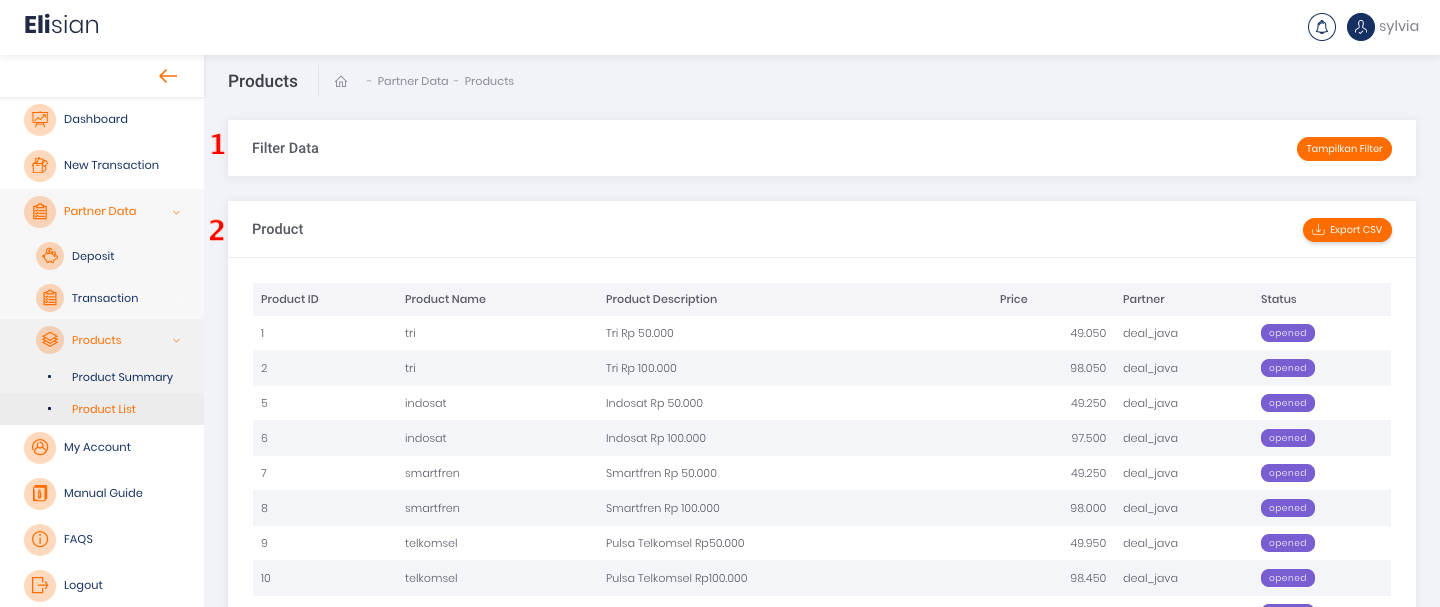 Elisian
sylvia
Products - Partner Data - Products
Dashboard
New Transaction
Partner Data
Deposit
Transaction
Products
Product Summary
Product List
My Account
Manual Guide
FAQS
Logout
1
Filter Data Tampilkan Filter
2
Product Export CSV
Product ID Product Name Product Description Price Partner Status
1 tri Tri Rp 50.000 49.050 deal_java opened
2 tri Tri Rp 100.000 98.050 deal_java opened
5 indosat Indosat Rp 50.000 49.250 deal_java opened
6 indosat Indosat Rp 100.000 97.500 deal_java opened
7 smartfren Smartfren Rp 50.000 49.250 deal_java opened
8 smartfren Smartfren Rp 100.000 98.000 deal_java opened
9 telkomsel Pulsa Telkomsel Rp50.000 49.950 deal_java opened
10 telkomsel Pulsa Telkomsel Rp100.000 98.450 deal_java opened